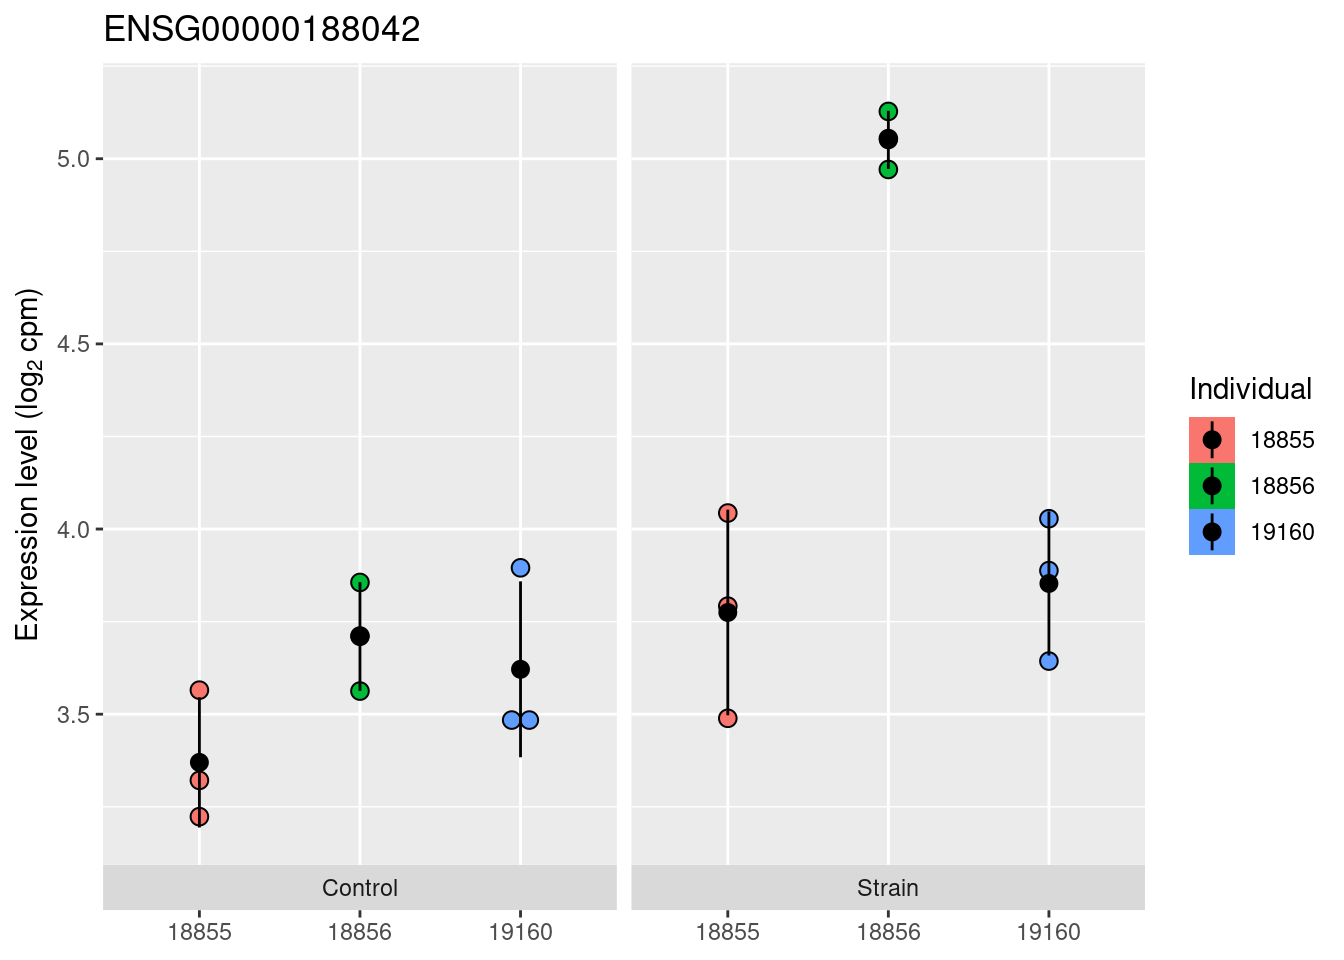 ENSG00000188042
Expression level (log₂ cpm)
5.0
4.5
4.0
3.5
Control
Strain
18855
18856
19160
18855
18856
19160
Individual
18855
18856
19160